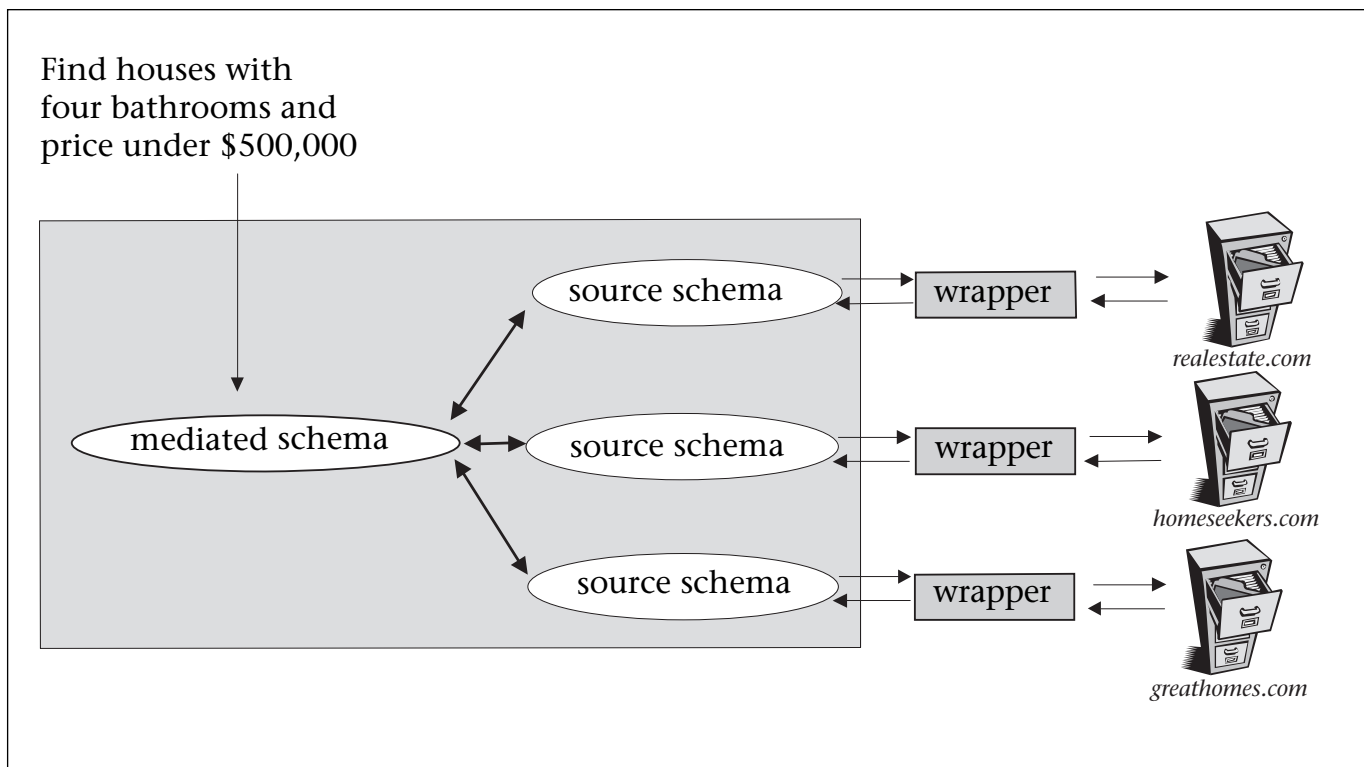 Find houses with
four bathrooms and
price under $500,000
source schema
wrapper
realestate.com
mediated schema
source schema
wrapper
homeseekers.com
source schema
wrapper
greathomes.com